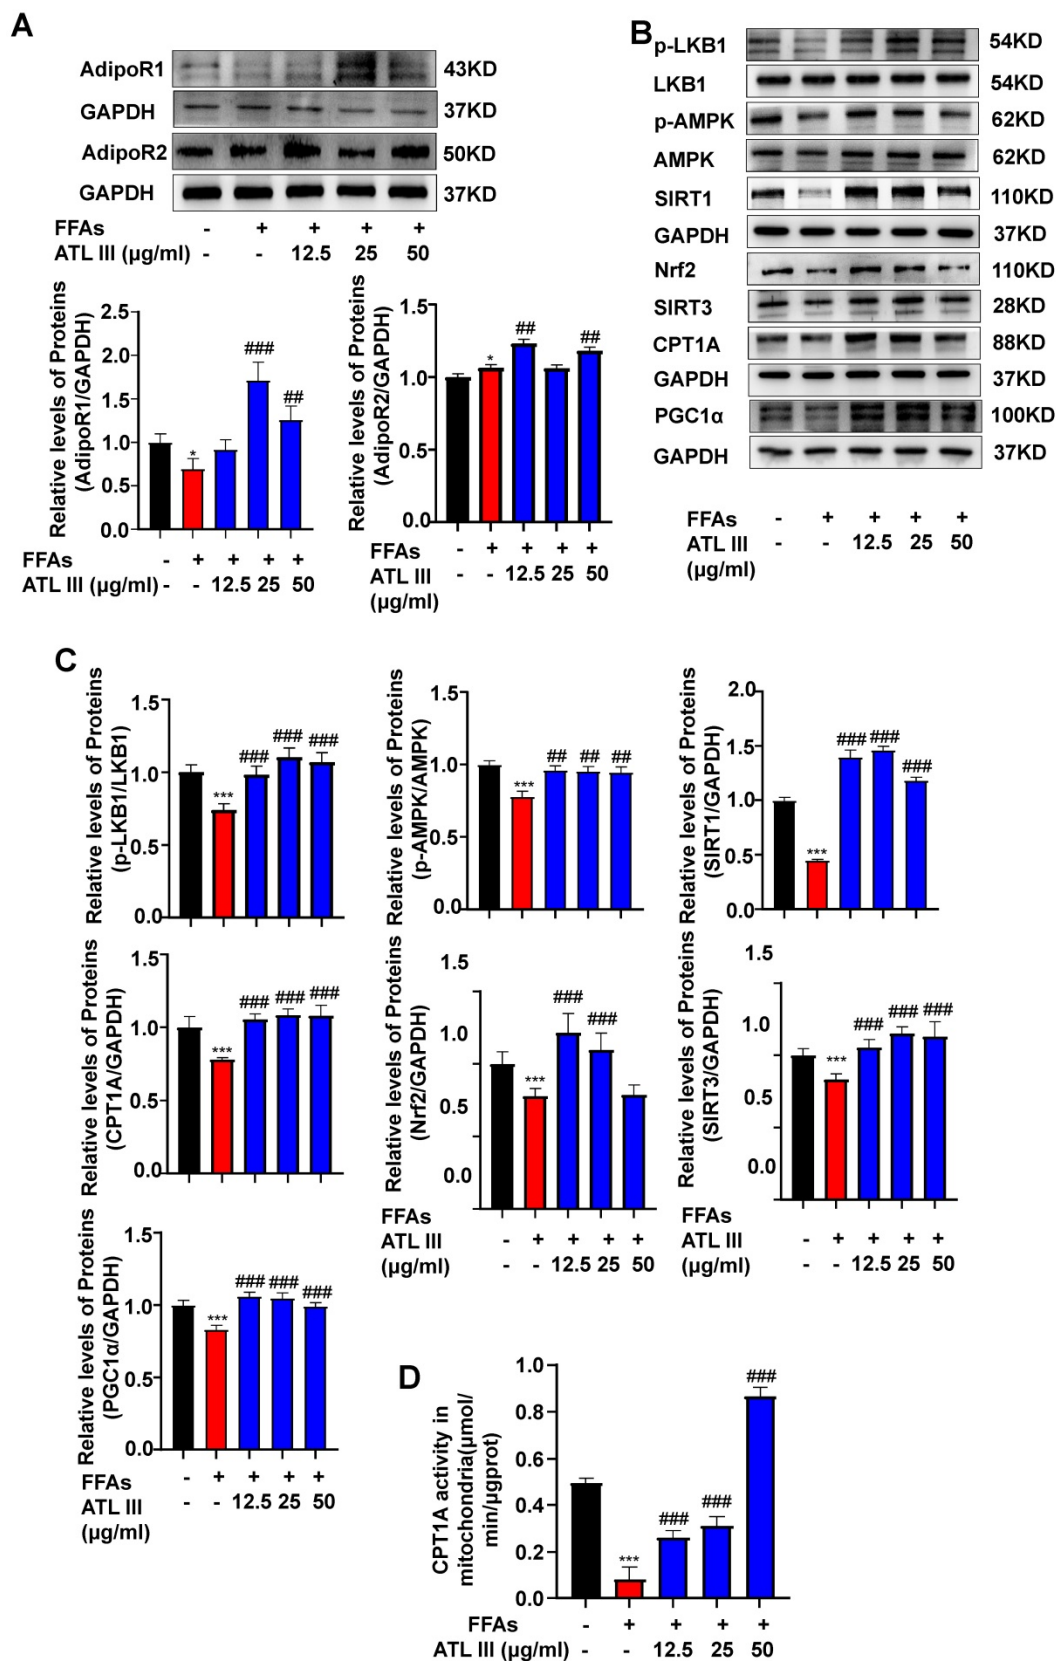 A
AdipoR1 43KD
GAPDH 37KD
AdipoR2 50KD
GAPDH 37KD
FFAs - + + + +
ATL III (µg/ml) - - 12.5 25 50
Relative levels of Proteins
(AdipoR1/GAPDH)
2.5
2.0
1.5
1.0
0.5
0.0
* ### ##
FFAs - + + + +
ATL III (µg/ml) - - 12.5 25 50
Relative levels of Proteins
(AdipoR2/GAPDH)
1.5
1.0
0.5
0.0
* ## ##
FFAs - + + + +
ATL III - - 12.5 25 50
(µg/ml)
B
p-LKB1 54KD
LKB1 54KD
p-AMPK 62KD
AMPK 62KD
SIRT1 110KD
GAPDH 37KD
Nrf2 110KD
SIRT3 28KD
CPT1A 88KD
GAPDH 37KD
PGC1α 100KD
GAPDH 37KD
FFAs - + + + +
ATL III - - 12.5 25 50
(µg/ml)
C
Relative levels of Proteins
(p-LKB1/LKB1)
1.5
1.0
0.5
0.0
*** ### ### ###
Relative levels of Proteins
(p-AMPK/AMPK)
1.5
1.0
0.5
0.0
*** ## ## ##
Relative levels of Proteins
(SIRT1/GAPDH)
2.0
1.5
1.0
0.5
0.0
*** ### ### ###
Relative levels of Proteins
(CPT1A/GAPDH)
1.5
1.0
0.5
0.0
*** ### ### ###
Relative levels of Proteins
(Nrf2/GAPDH)
1.5
1.0
0.5
0.0
*** ### ###
FFAs
ATL III - + + + +
(µg/ml) - - 12.5 25 50
Relative levels of Proteins
(SIRT3/GAPDH)
1.5
1.0
0.5
0.0
*** ### ### ###
FFAs
ATL III - + + + +
(µg/ml) - - 12.5 25 50
Relative levels of Proteins
(PGC1α/GAPDH)
1.5
1.0
0.5
0.0
*** ### ### ###
FFAs - + + + +
ATL III - - 12.5 25 50
(µg/ml)
D
CPT1A activity in
mitochondria(µmol/
min/µgprot)
1.0
0.8
0.6
0.4
0.2
0.0
*** ### ### ###
FFAs - + + + +
ATL III (µg/ml) - - 12.5 25 50